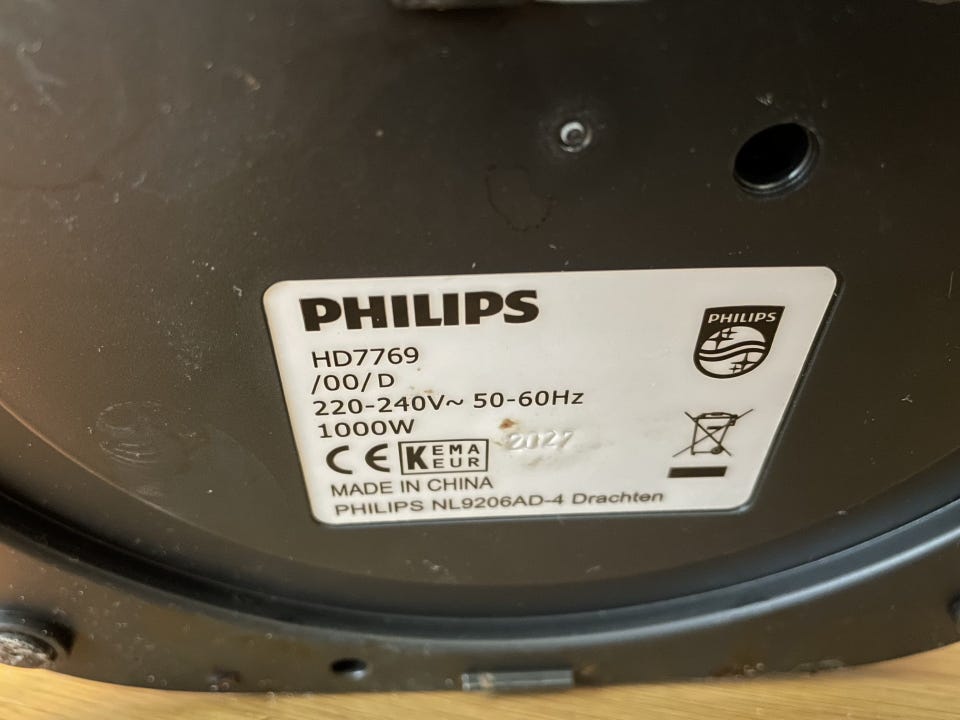 PHILIPS
PHILIPS
HD7769
/00/D
220-240V~ 50-60Hz
1000W
CE KEMA EUR
2027
MADE IN CHINA
PHILIPS NL9206AD-4 Drachten